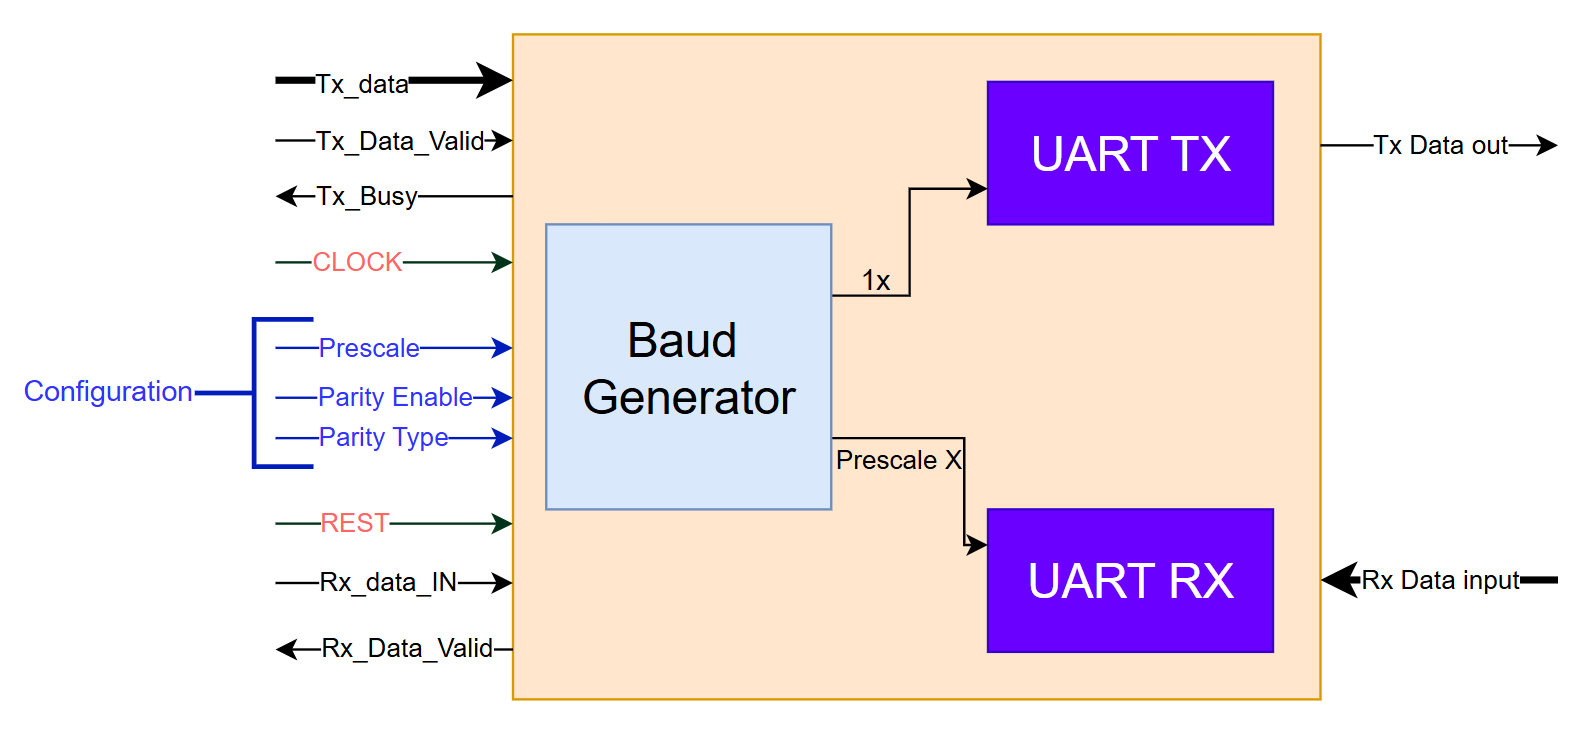 Tx_data
Tx_Data_Valid
Tx_Busy
CLOCK
Configuration
Prescale
Parity Enable
Parity Type
REST
Rx_data_IN
Rx_Data_Valid
Baud
Generator
1x
Prescale X
UART TX
UART RX
Tx Data out
Rx Data input